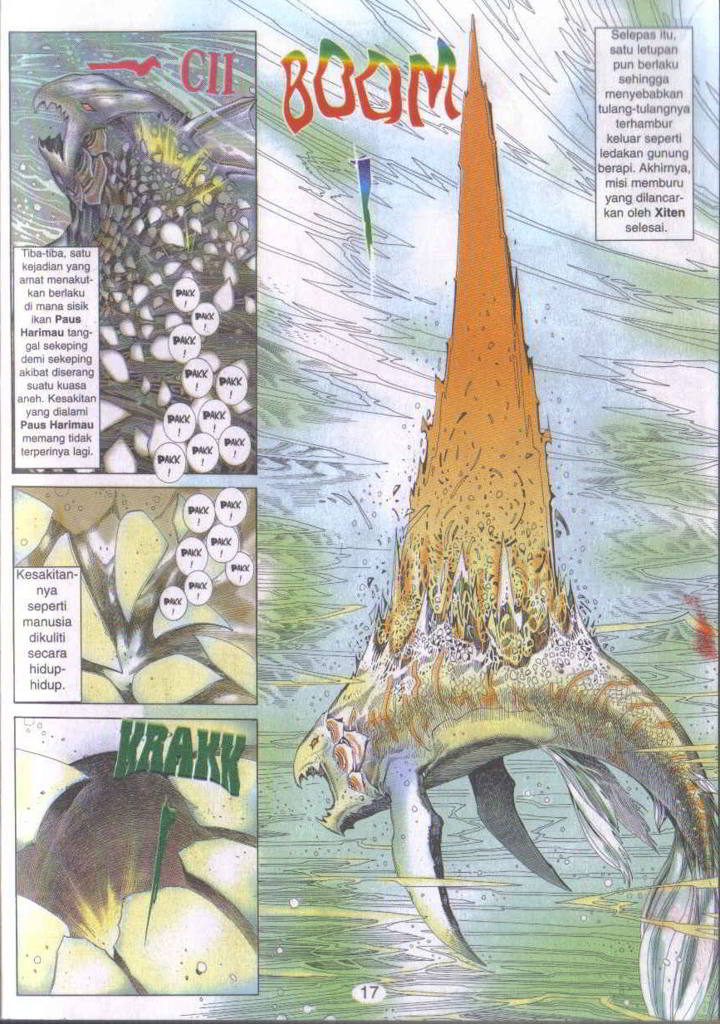 CII
Tiba-tiba, satu
kejadian yang
amat menakut-
kan berlaku
di mana sisik
ikan Paus
Harimau tang-
gal sekeping
demi sekeping
akibat diserang
suatu kuasa
aneh. Kesakitan
yang dialami
Paus Harimau
memang tidak
terperinya lagi.
PAKK!
PAKK!
PAKK!
PAKK!
PAKK!
PAKK!
PAKK!
PAKK!
PAKK!
PAKK!
BOOM!
Selepas itu,
satu letupan
pun berlaku
sehingga
menyebabkan
tulang-tulangnya
terhambur
keluar seperti
ledakan gunung
berapi. Akhirnya,
misi memburu
yang dilancar-
kan oleh Xiten
selesai.
PAKK!
PAKK!
PAKK!
PAKK!
PAKK!
PAKK!
PAKK!
Kesakitan-
nya
seperti
manusia
dikuliti
secara
hidup-
hidup.
KRAKK!
17